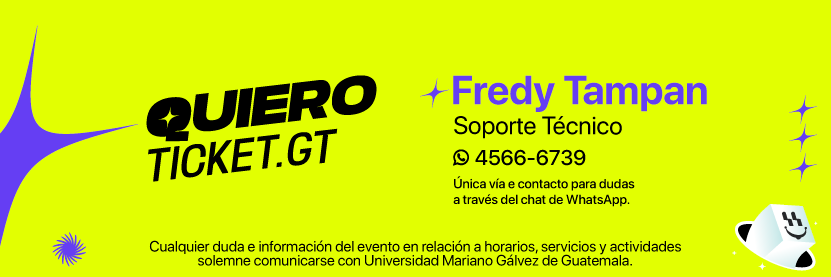 QUIERO
TICKET.GT
Fredy Tampan
Soporte Técnico
4566-6739
Única vía e contacto para dudas
a través del chat de WhatsApp.
Cualquier duda e información del evento en relación a horarios, servicios y actividades
solemne comunicarse con Universidad Mariano Gálvez de Guatemala.